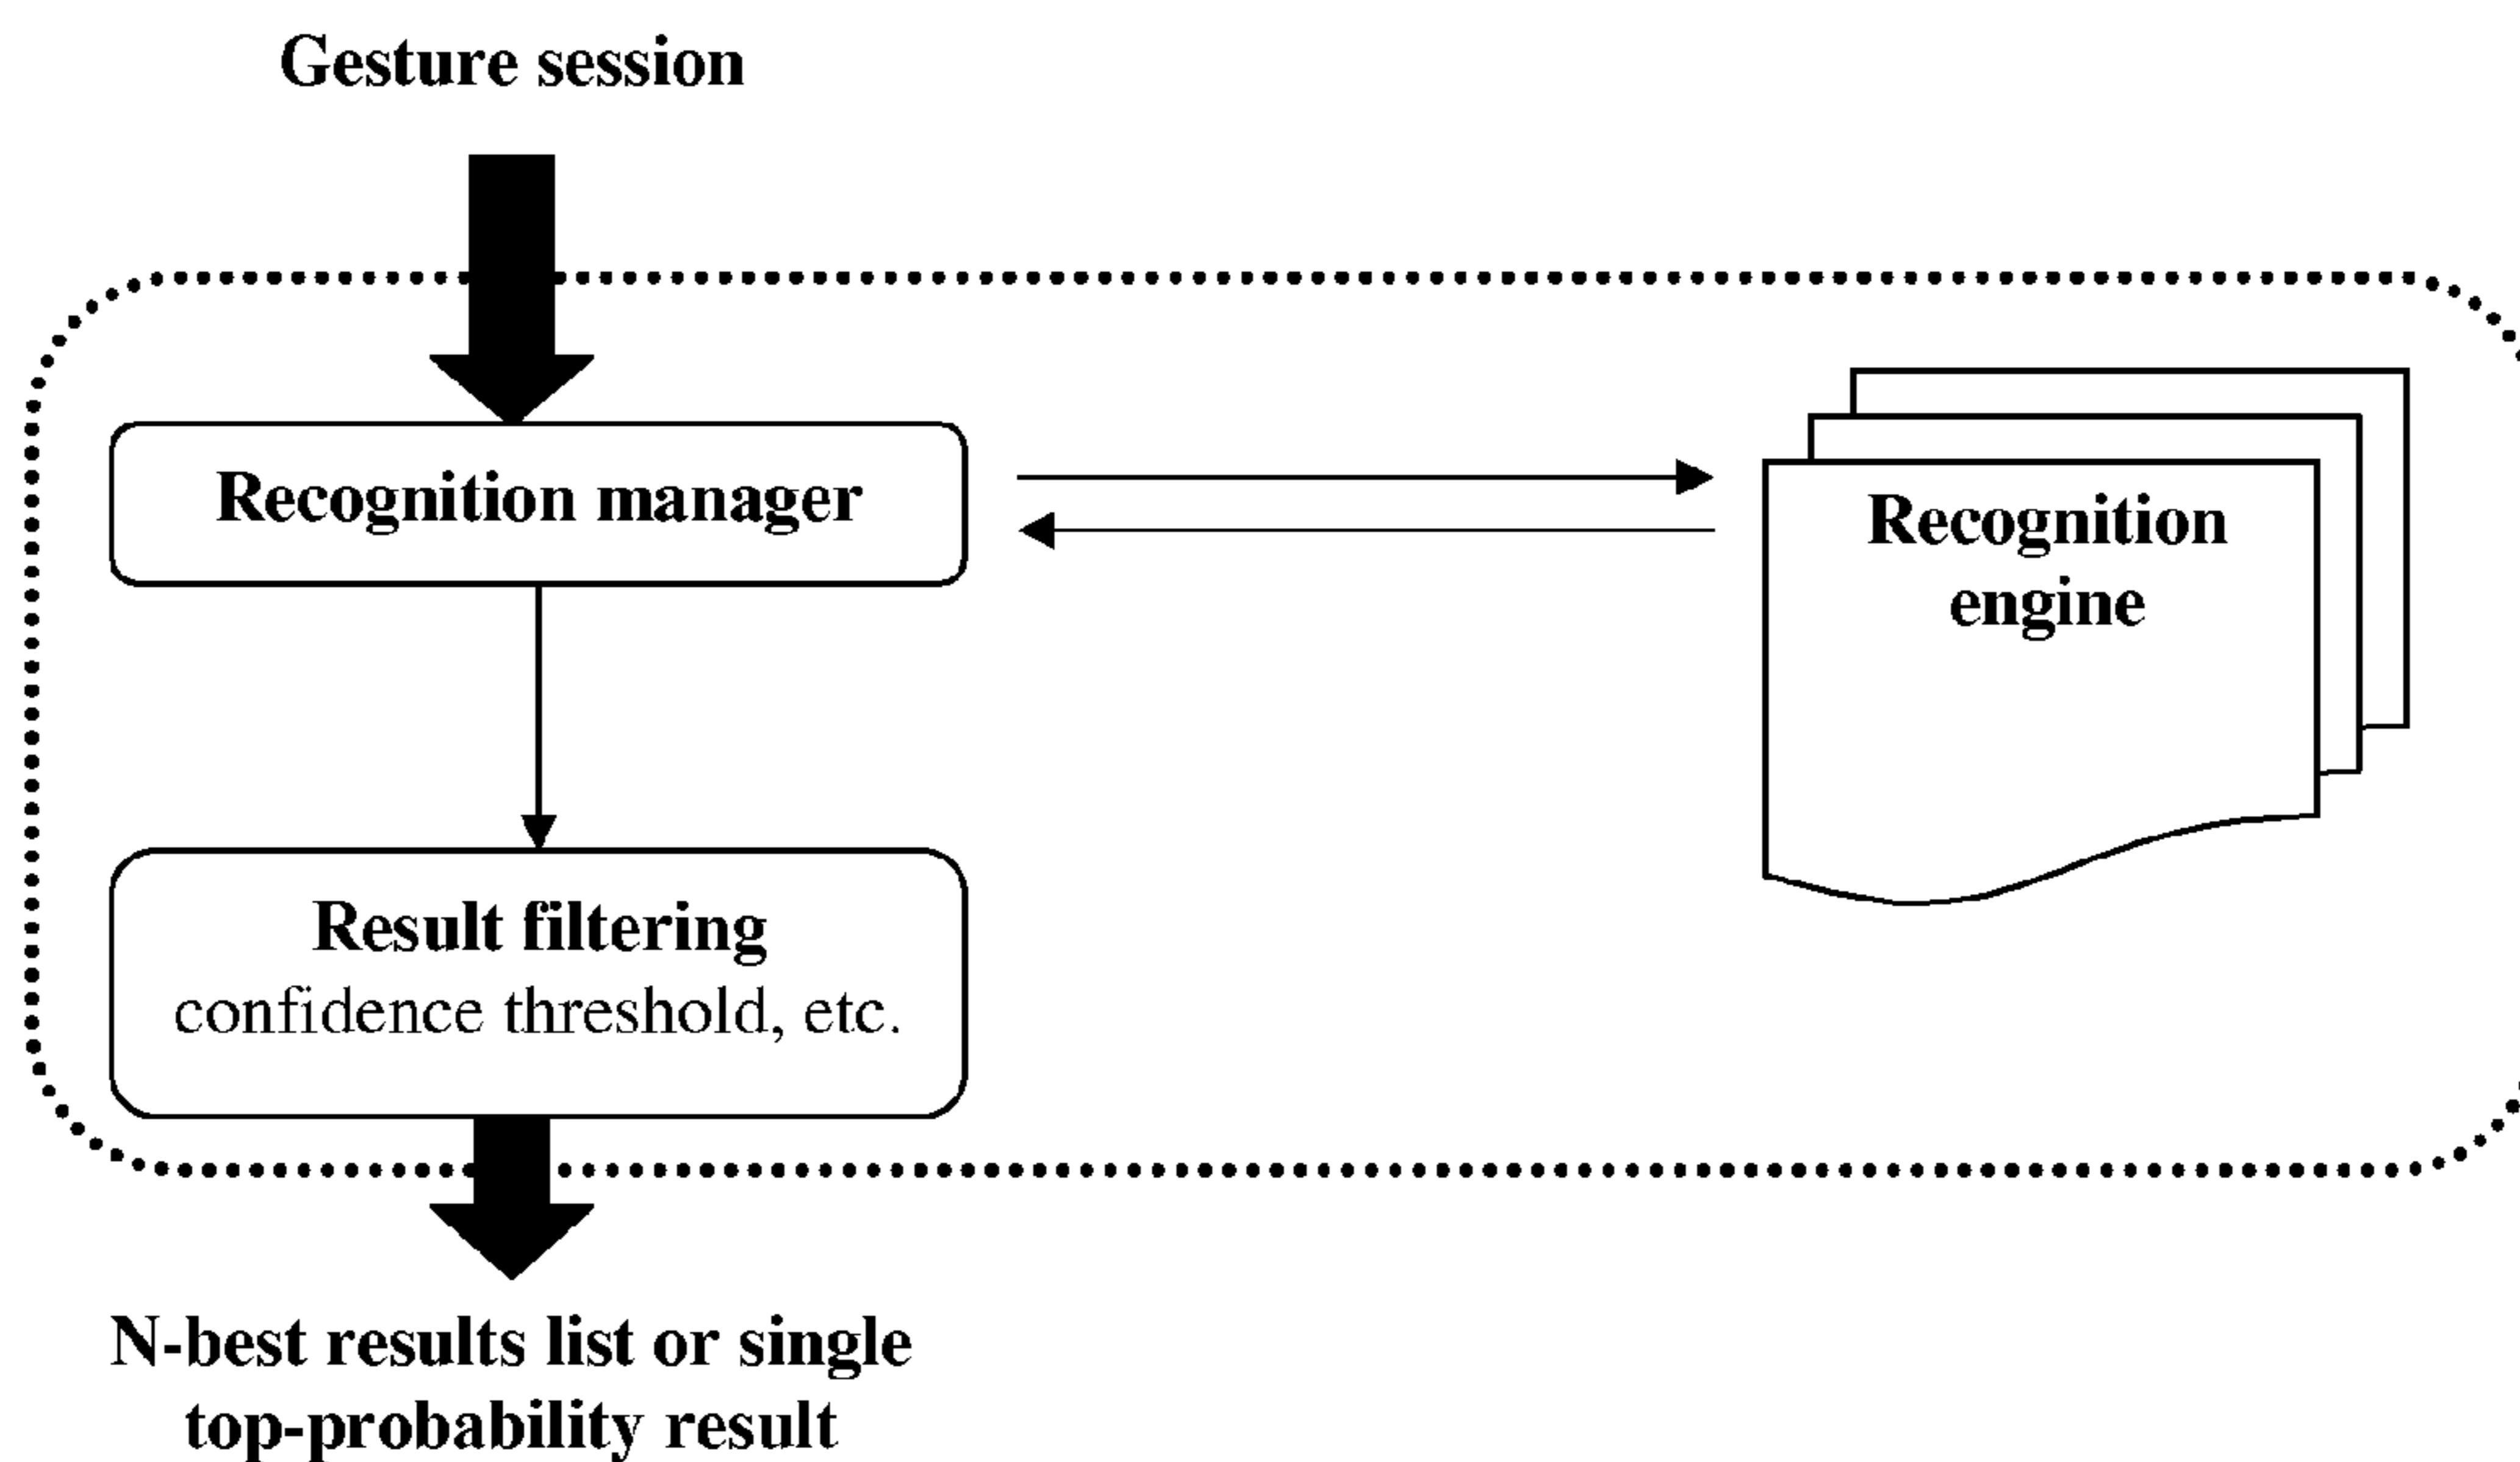 Gesture session
Recognition manager
Recognition
engine
Result filtering
confidence threshold, etc.
N-best results list or single
top-probability result